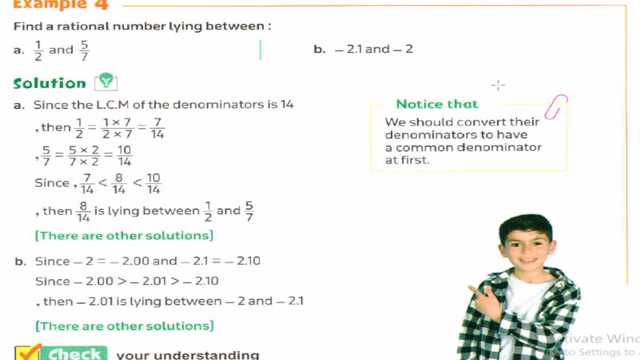 Example 4
Find a rational number lying between :
a. 1/2 and 5/7
b. – 2.1 and – 2
Solution
a. Since the L.C.M of the denominators is 14
, then 1/2 = (1 × 7)/(2 × 7) = 7/14
, 5/7 = (5 × 2)/(7 × 2) = 10/14
Since , 7/14 < 8/14 < 10/14
, then 8/14 is lying between 1/2 and 5/7
(There are other solutions)
b. Since – 2 = – 2.00 and – 2.1 = – 2.10
Since – 2.00 > – 2.01 > – 2.10
, then – 2.01 is lying between – 2 and – 2.1
(There are other solutions)
Notice that
We should convert their
denominators to have
a common denominator
at first.
Check your understanding